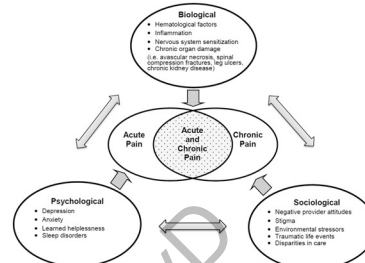 Biological
• Hematological factors
• Inflammation
• Nervous system sensitization
• Chronic organ damage
(i.e. avascular necrosis, spinal
compression fractures, leg ulcers,
chronic kidney disease)
Acute
Pain
Acute
and
Chronic
Pain
Chronic
Pain
Psychological
• Depression
• Anxiety
• Learned helplessness
• Sleep disorders
Sociological
• Negative provider attitudes
• Stigma
• Environmental stressors
• Traumatic life events
• Disparities in care